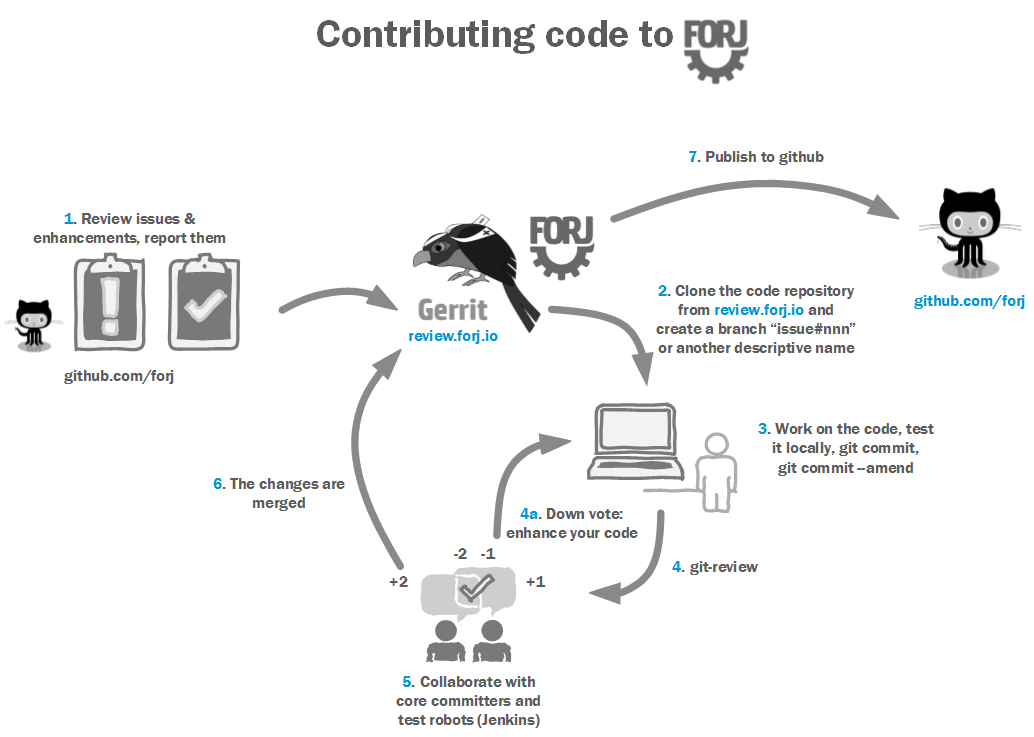 Contributing code to FORJ
7. Publish to github
1. Review issues &
enhancements, report them
github.com/forj
FORJ
Gerrit
review.forj.io
github.com/forj
2. Clone the code repository
from review.forj.io and
create a branch “issue#nnn”
or another descriptive name
3. Work on the code, test
it locally, git commit,
git commit --amend
6. The changes are
merged
4a. Down vote:
enhance your code
4. git-review
-2 -1
+2
+1
5. Collaborate with
core committers and
test robots (Jenkins)